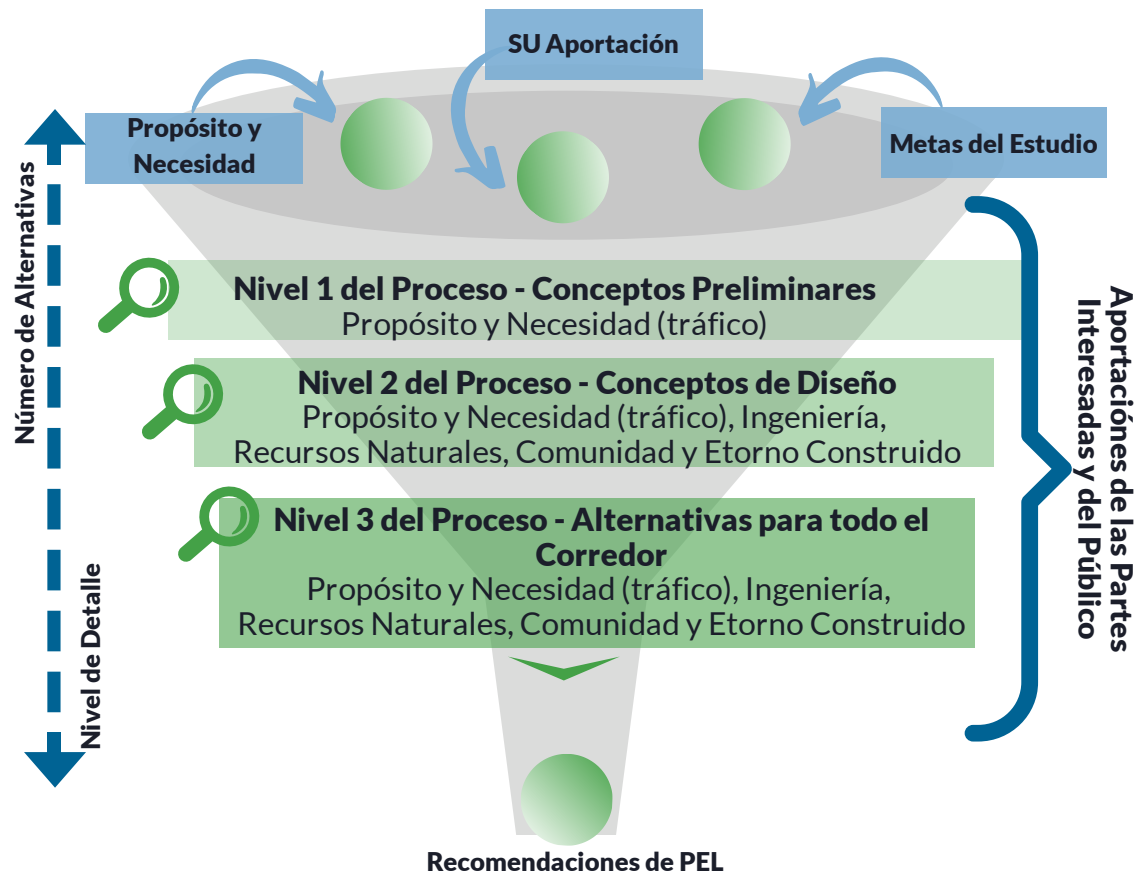 SU Aportación
Propósito y
Necesidad
Metas del Estudio
Número de Alternativas
Nivel de Detalle
Nivel 1 del Proceso - Conceptos Preliminares
Propósito y Necesidad (tráfico)
Nivel 2 del Proceso - Conceptos de Diseño
Propósito y Necesidad (tráfico), Ingeniería,
Recursos Naturales, Comunidad y Etorno Construido
Nivel 3 del Proceso - Alternativas para todo el
Corredor
Propósito y Necesidad (tráfico), Ingeniería,
Recursos Naturales, Comunidad y Etorno Construido
Aportaciónes de las Partes
Interesadas y del Público
Recomendaciones de PEL